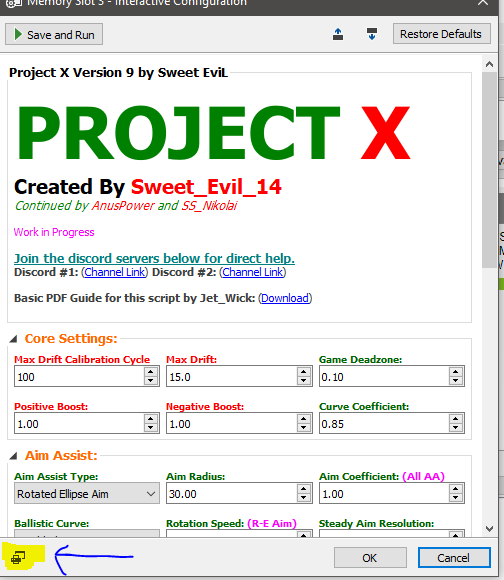 Memory Slot 5 - Interactive Configuration
Save and Run Restore Defaults
Project X Version 9 by Sweet EviL
PROJECT X
Created By Sweet_Evil_14
Continued by AnusPower and SS_Nikolai
Work in Progress
Join the discord servers below for direct help.
Discord #1: (Channel Link) Discord #2: (Channel Link)
Basic PDF Guide for this script by Jet_Wick: (Download)
Core Settings:
Max Drift Calibration Cycle Max Drift: Game Deadzone:
100 15.0 0.10
Positive Boost: Negative Boost: Curve Coefficient:
1.00 1.00 0.85
Aim Assist:
Aim Assist Type: Aim Radius: Aim Coefficient: (All AA)
Rotated Ellipse Aim 30.00 1.00
Ballistic Curve: Rotation Speed: (R-E Aim) Steady Aim Resolution:
OK Cancel